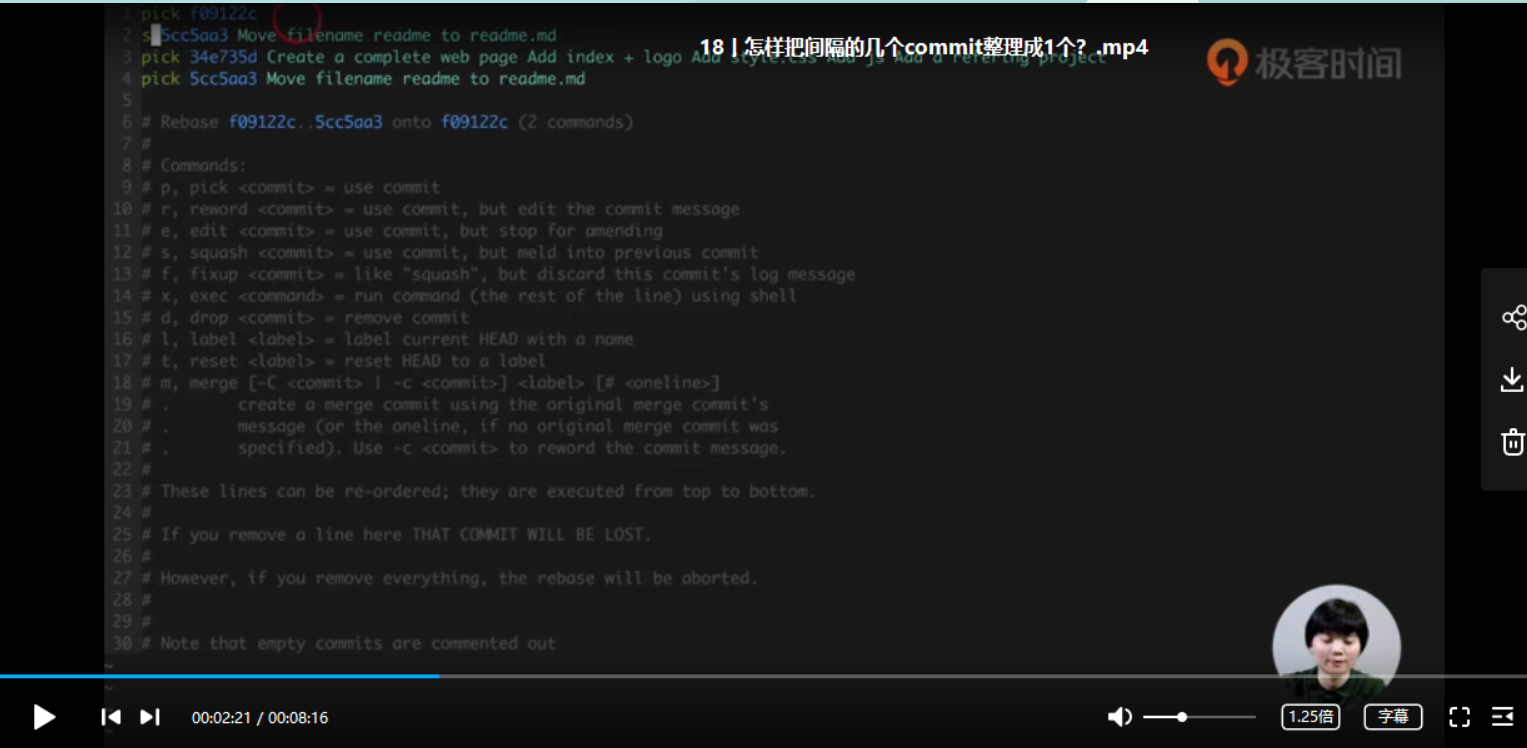 1 pick f09122c
2 s 5cc5aa3 Move filename readme to readme.md
18丨怎样把间隔的几个commit整理成1个？.mp4
3 pick 34e735d Create a complete web page Add index + logo Add style.css Add js Add a refering project
极客时间
4 pick 5cc5aa3 Move filename readme to readme.md
5
6 # Rebase f09122c..5cc5aa3 onto f09122c (2 commands)
7 #
8 # Commands:
9 # p, pick <commit> = use commit
10 # r, reword <commit> = use commit, but edit the commit message
11 # e, edit <commit> = use commit, but stop for amending
12 # s, squash <commit> = use commit, but meld into previous commit
13 # f, fixup <commit> = like "squash", but discard this commit's log message
14 # x, exec <command> = run command (the rest of the line) using shell
15 # d, drop <commit> = remove commit
16 # l, label <label> = label current HEAD with a name
17 # t, reset <label> = reset HEAD to a label
18 # m, merge [-C <commit> | -c <commit>] <label> [# <oneline>]
19 # . create a merge commit using the original merge commit's
20 # . message (or the oneline, if no original merge commit was
21 # . specified). Use -c <commit> to reword the commit message.
22 #
23 # These lines can be re-ordered; they are executed from top to bottom.
24 #
25 # If you remove a line here THAT COMMIT WILL BE LOST.
26 #
27 # However, if you remove everything, the rebase will be aborted.
28 #
29 #
30 # Note that empty commits are commented out
~
~
~
00:02:21 / 00:08:16
1.25倍
字幕